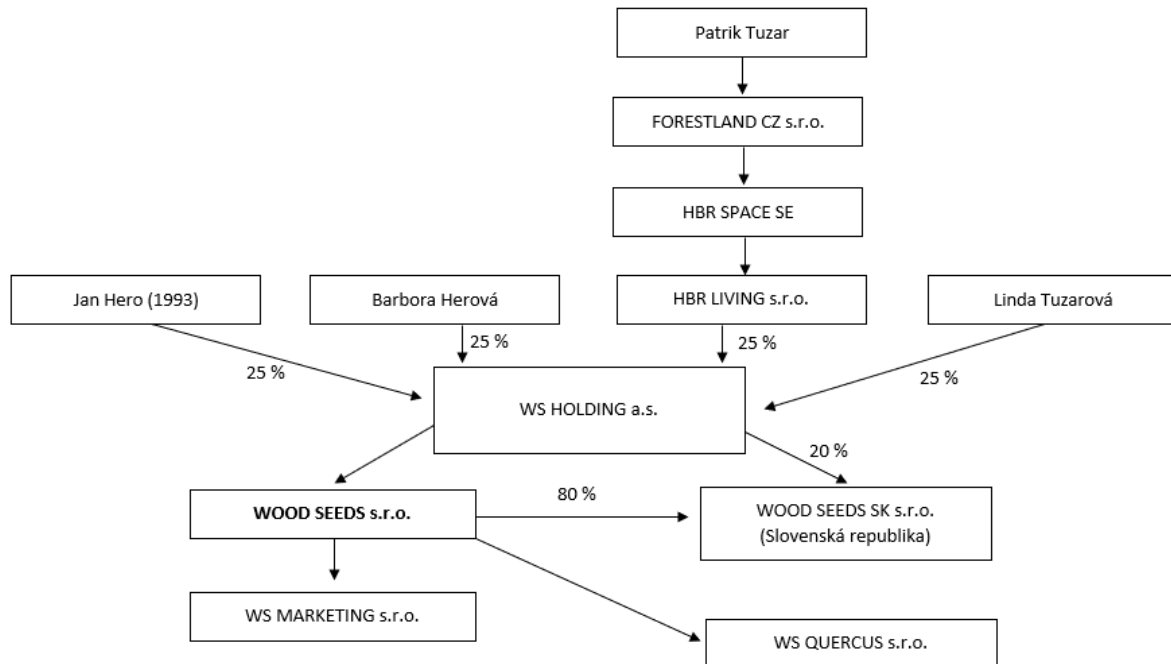 Patrik Tuzar
FORESTLAND CZ s.r.o.
HBR SPACE SE
Jan Hero (1993)
Barbora Herová
HBR LIVING s.r.o.
Linda Tuzarová
25 %
25 %
25 %
25 %
WS HOLDING a.s.
20 %
WOOD SEEDS s.r.o.
80 %
WOOD SEEDS SK s.r.o.
(Slovenská republika)
WS MARKETING s.r.o.
WS QUERCUS s.r.o.